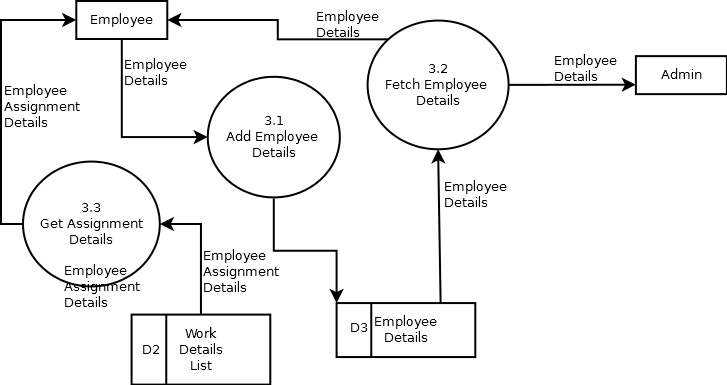 Employee
Employee
Details
3.2
Fetch Employee
Details
Employee
Details
Admin
Employee
Details
Employee
Assignment
Details
3.1
Add Employee
Details
Employee
Details
3.3
Get Assignment
Details
Employee
Assignment
Details
Employee
Assignment
Details
D3
Employee
Details
D2
Work
Details
List